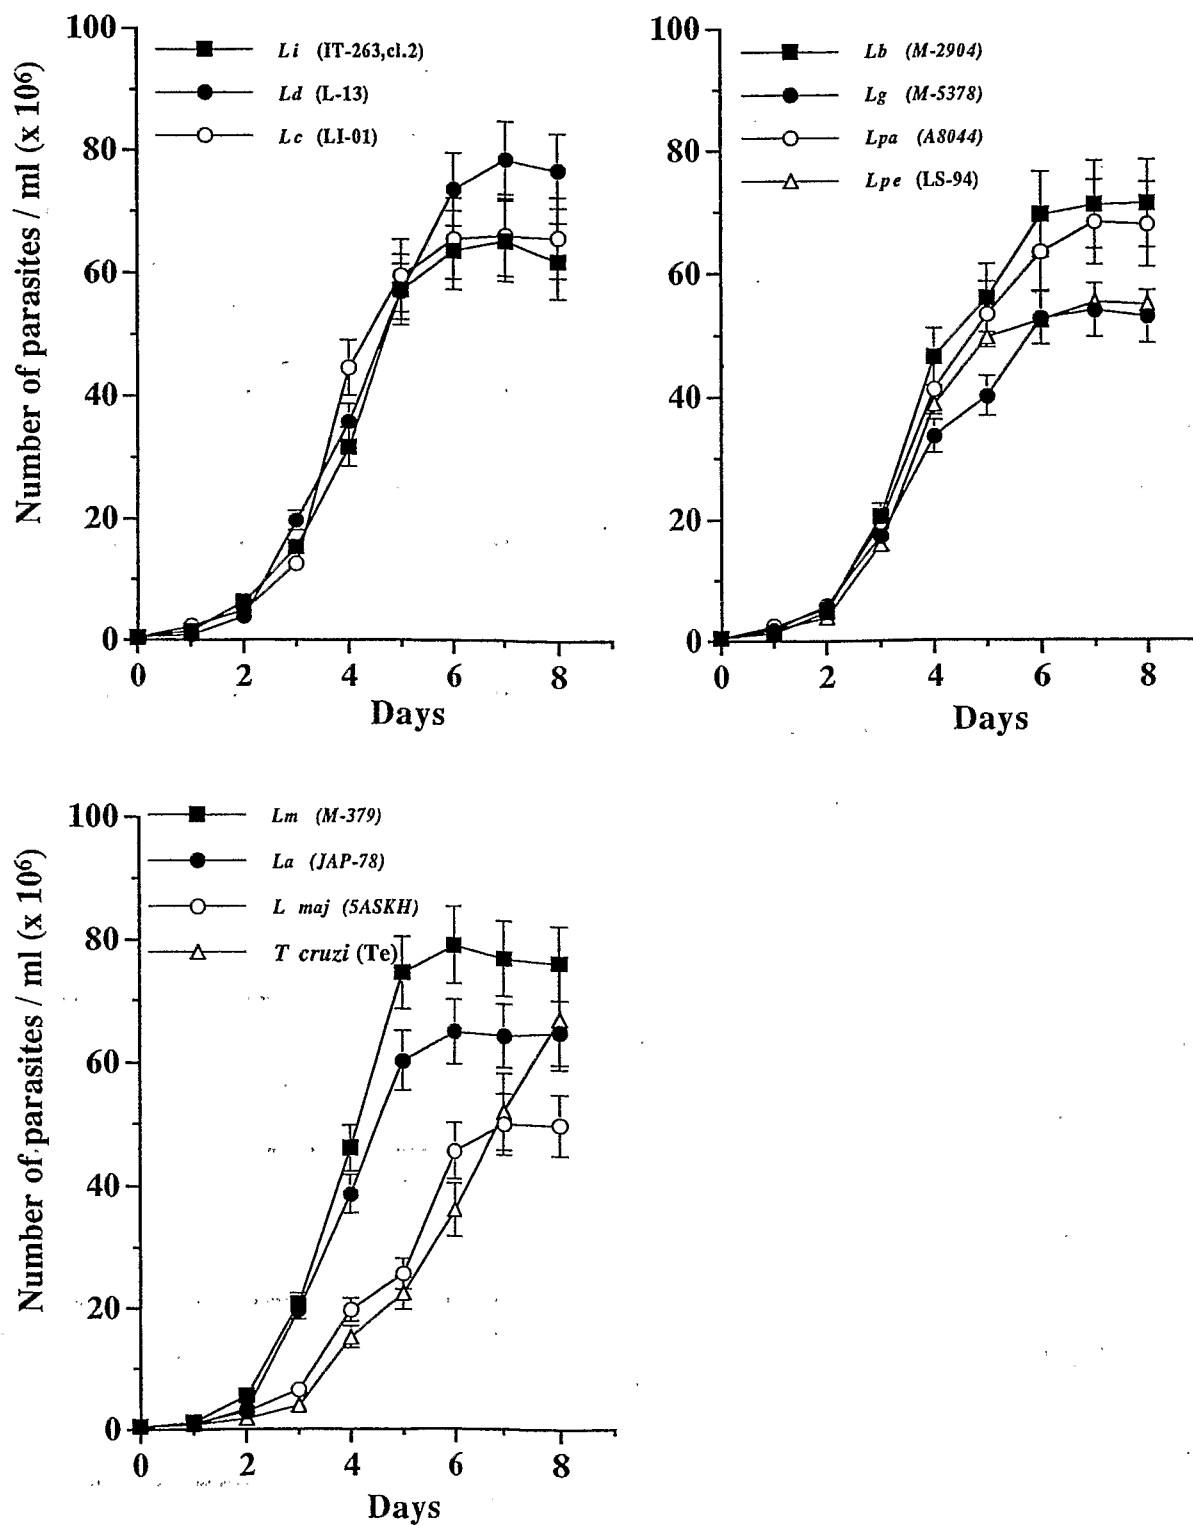 100
80
60
40
20
0
0 2 4 6 8
Number of parasites / ml (x 10⁶)
Days
Li (IT-263,cl.2)
Ld (L-13)
Lc (LI-01)
100
80
60
40
20
0
0 2 4 6 8
Days
Lb (M-2904)
Lg (M-5378)
Lpa (A8044)
Lpe (LS-94)
100
80
60
40
20
0
0 2 4 6 8
Number of parasites / ml (x 10⁶)
Days
Lm (M-379)
La (JAP-78)
L maj (5ASKH)
T cruzi (Te)